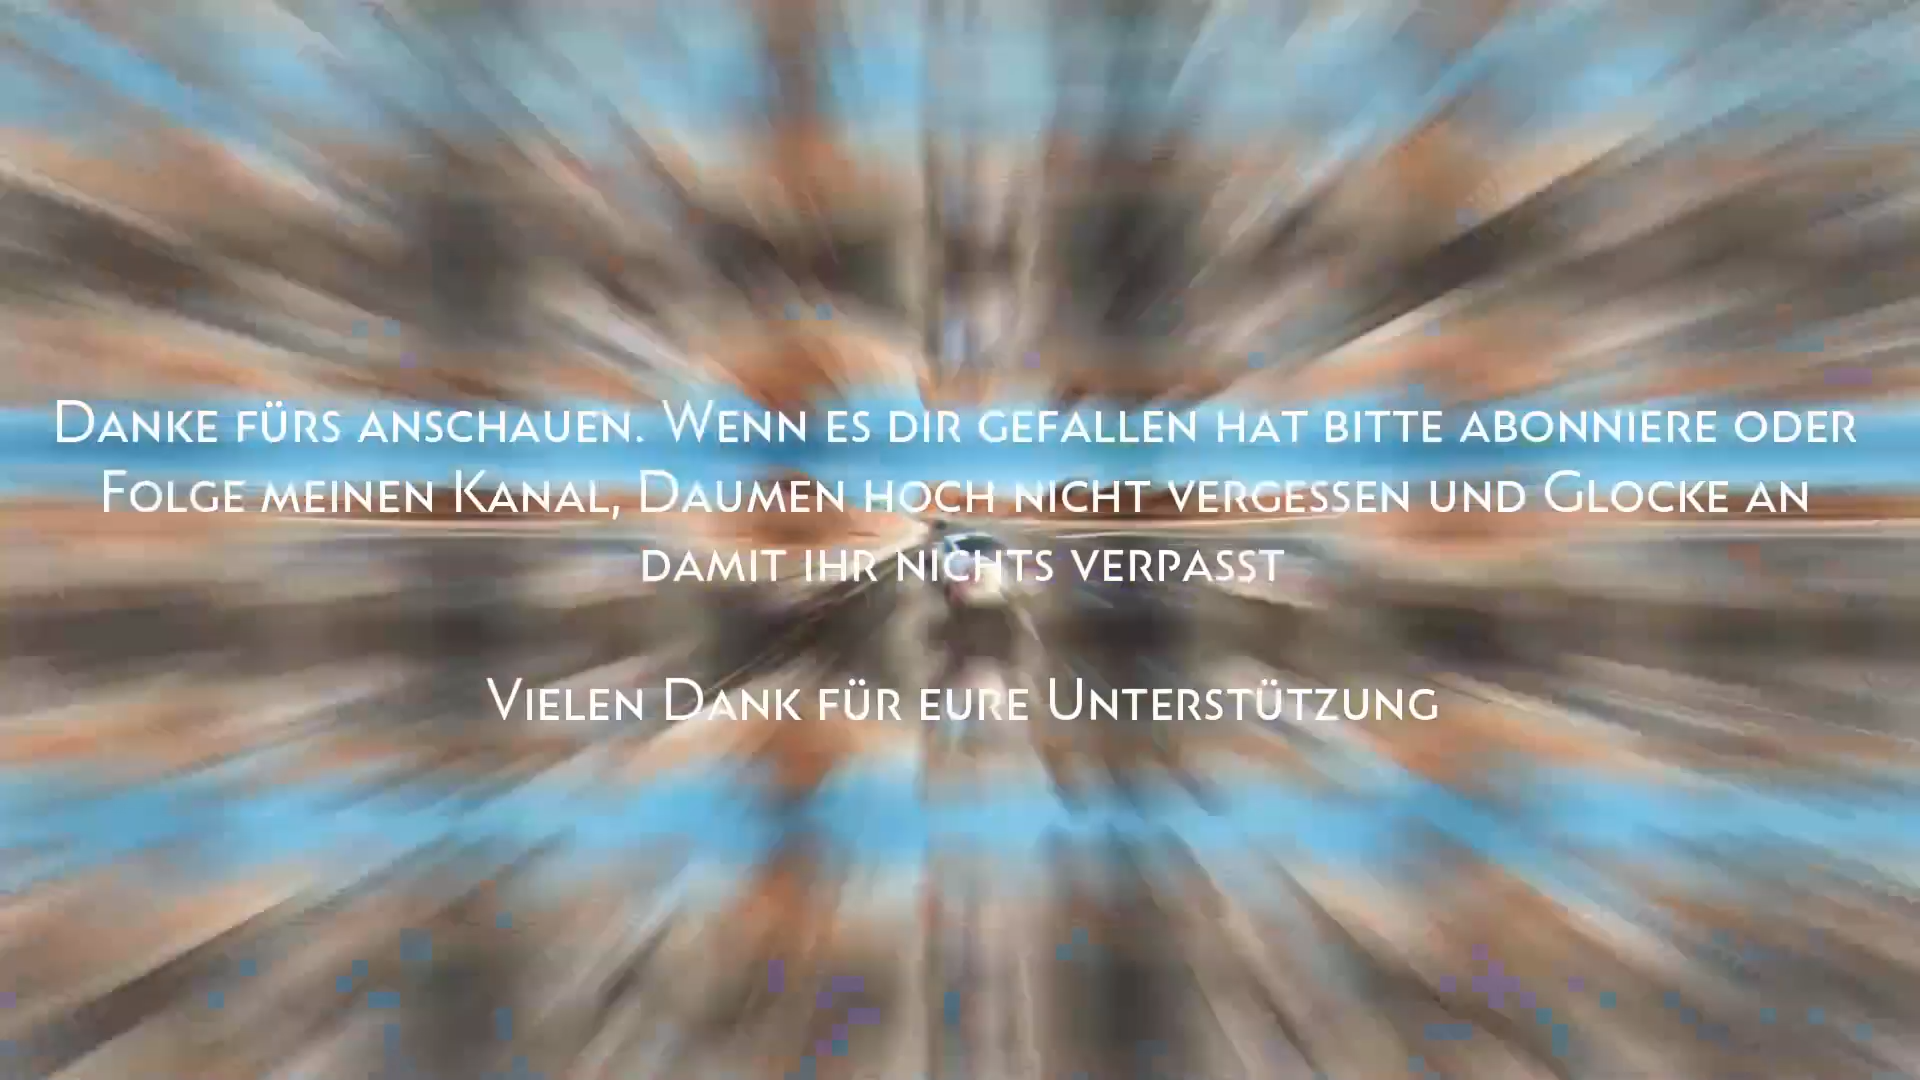 Danke fürs anschauen. Wenn es dir gefallen hat bitte abonniere oder
Folge meinen Kanal, Daumen hoch nicht vergessen und Glocke an
damit ihr nichts verpasst
Vielen Dank für eure Unterstützung